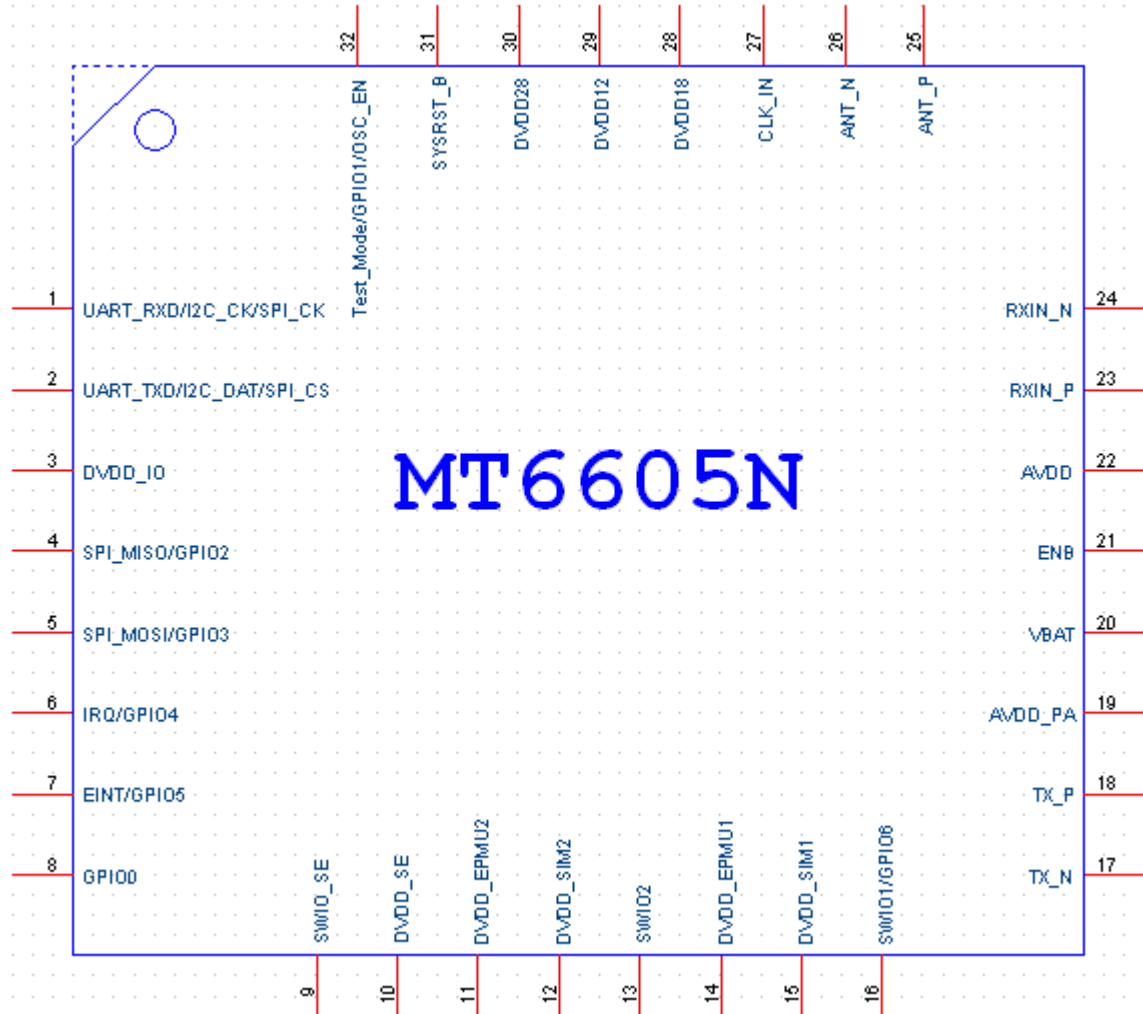 32 31 30 29 28 27 26 25
Test_Mode/GPIO1/OSC_EN
SYSRST_B
DVDD28
DVDD12
DVDD18
CLK_IN
ANT_N
ANT_P
1 UART_RXD/I2C_CK/SPI_CK
2 UART_TXD/I2C_DAT/SPI_CS
3 DVDD_IO
4 SPI_MISO/GPIO2
5 SPI_MOSI/GPIO3
6 IRQ/GPIO4
7 EINT/GPIO5
8 GPIO0
MT6605N
RXIN_N 24
RXIN_P 23
AVDD 22
ENB 21
VBAT 20
AVDD_PA 19
TX_P 18
TX_N 17
SWIO_SE
DVDD_SE
DVDD_EPMU2
DVDD_SIM2
SWIO2
DVDD_EPMU1
DVDD_SIM1
SWIO1/GPIO6
9 10 11 12 13 14 15 16